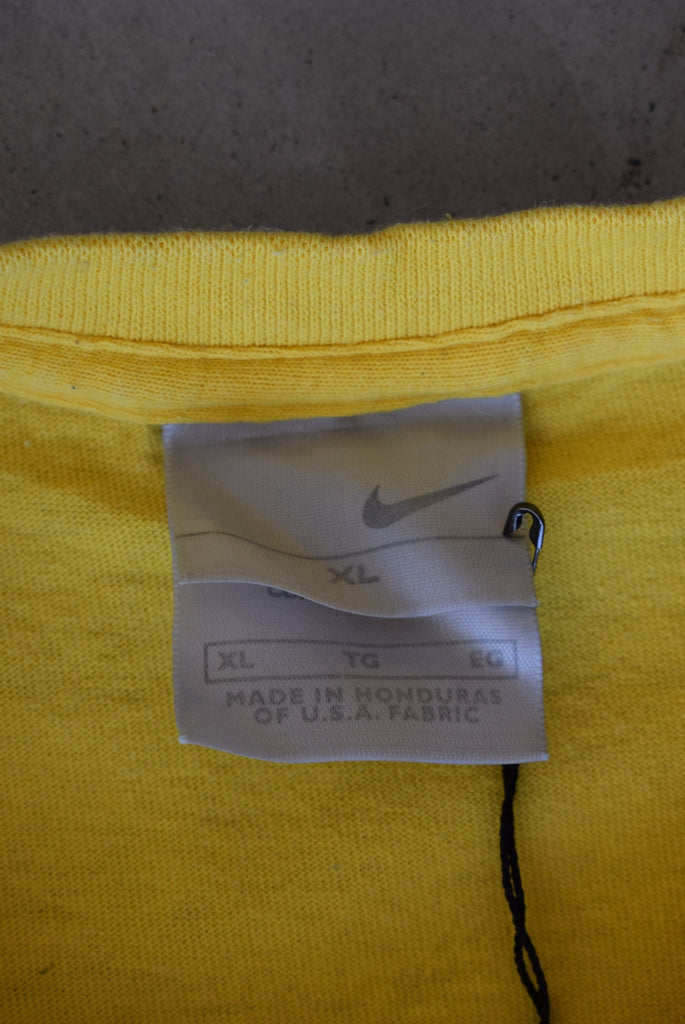 XL
XL TG EG
MADE IN HONDURAS
OF U.S.A. FABRIC